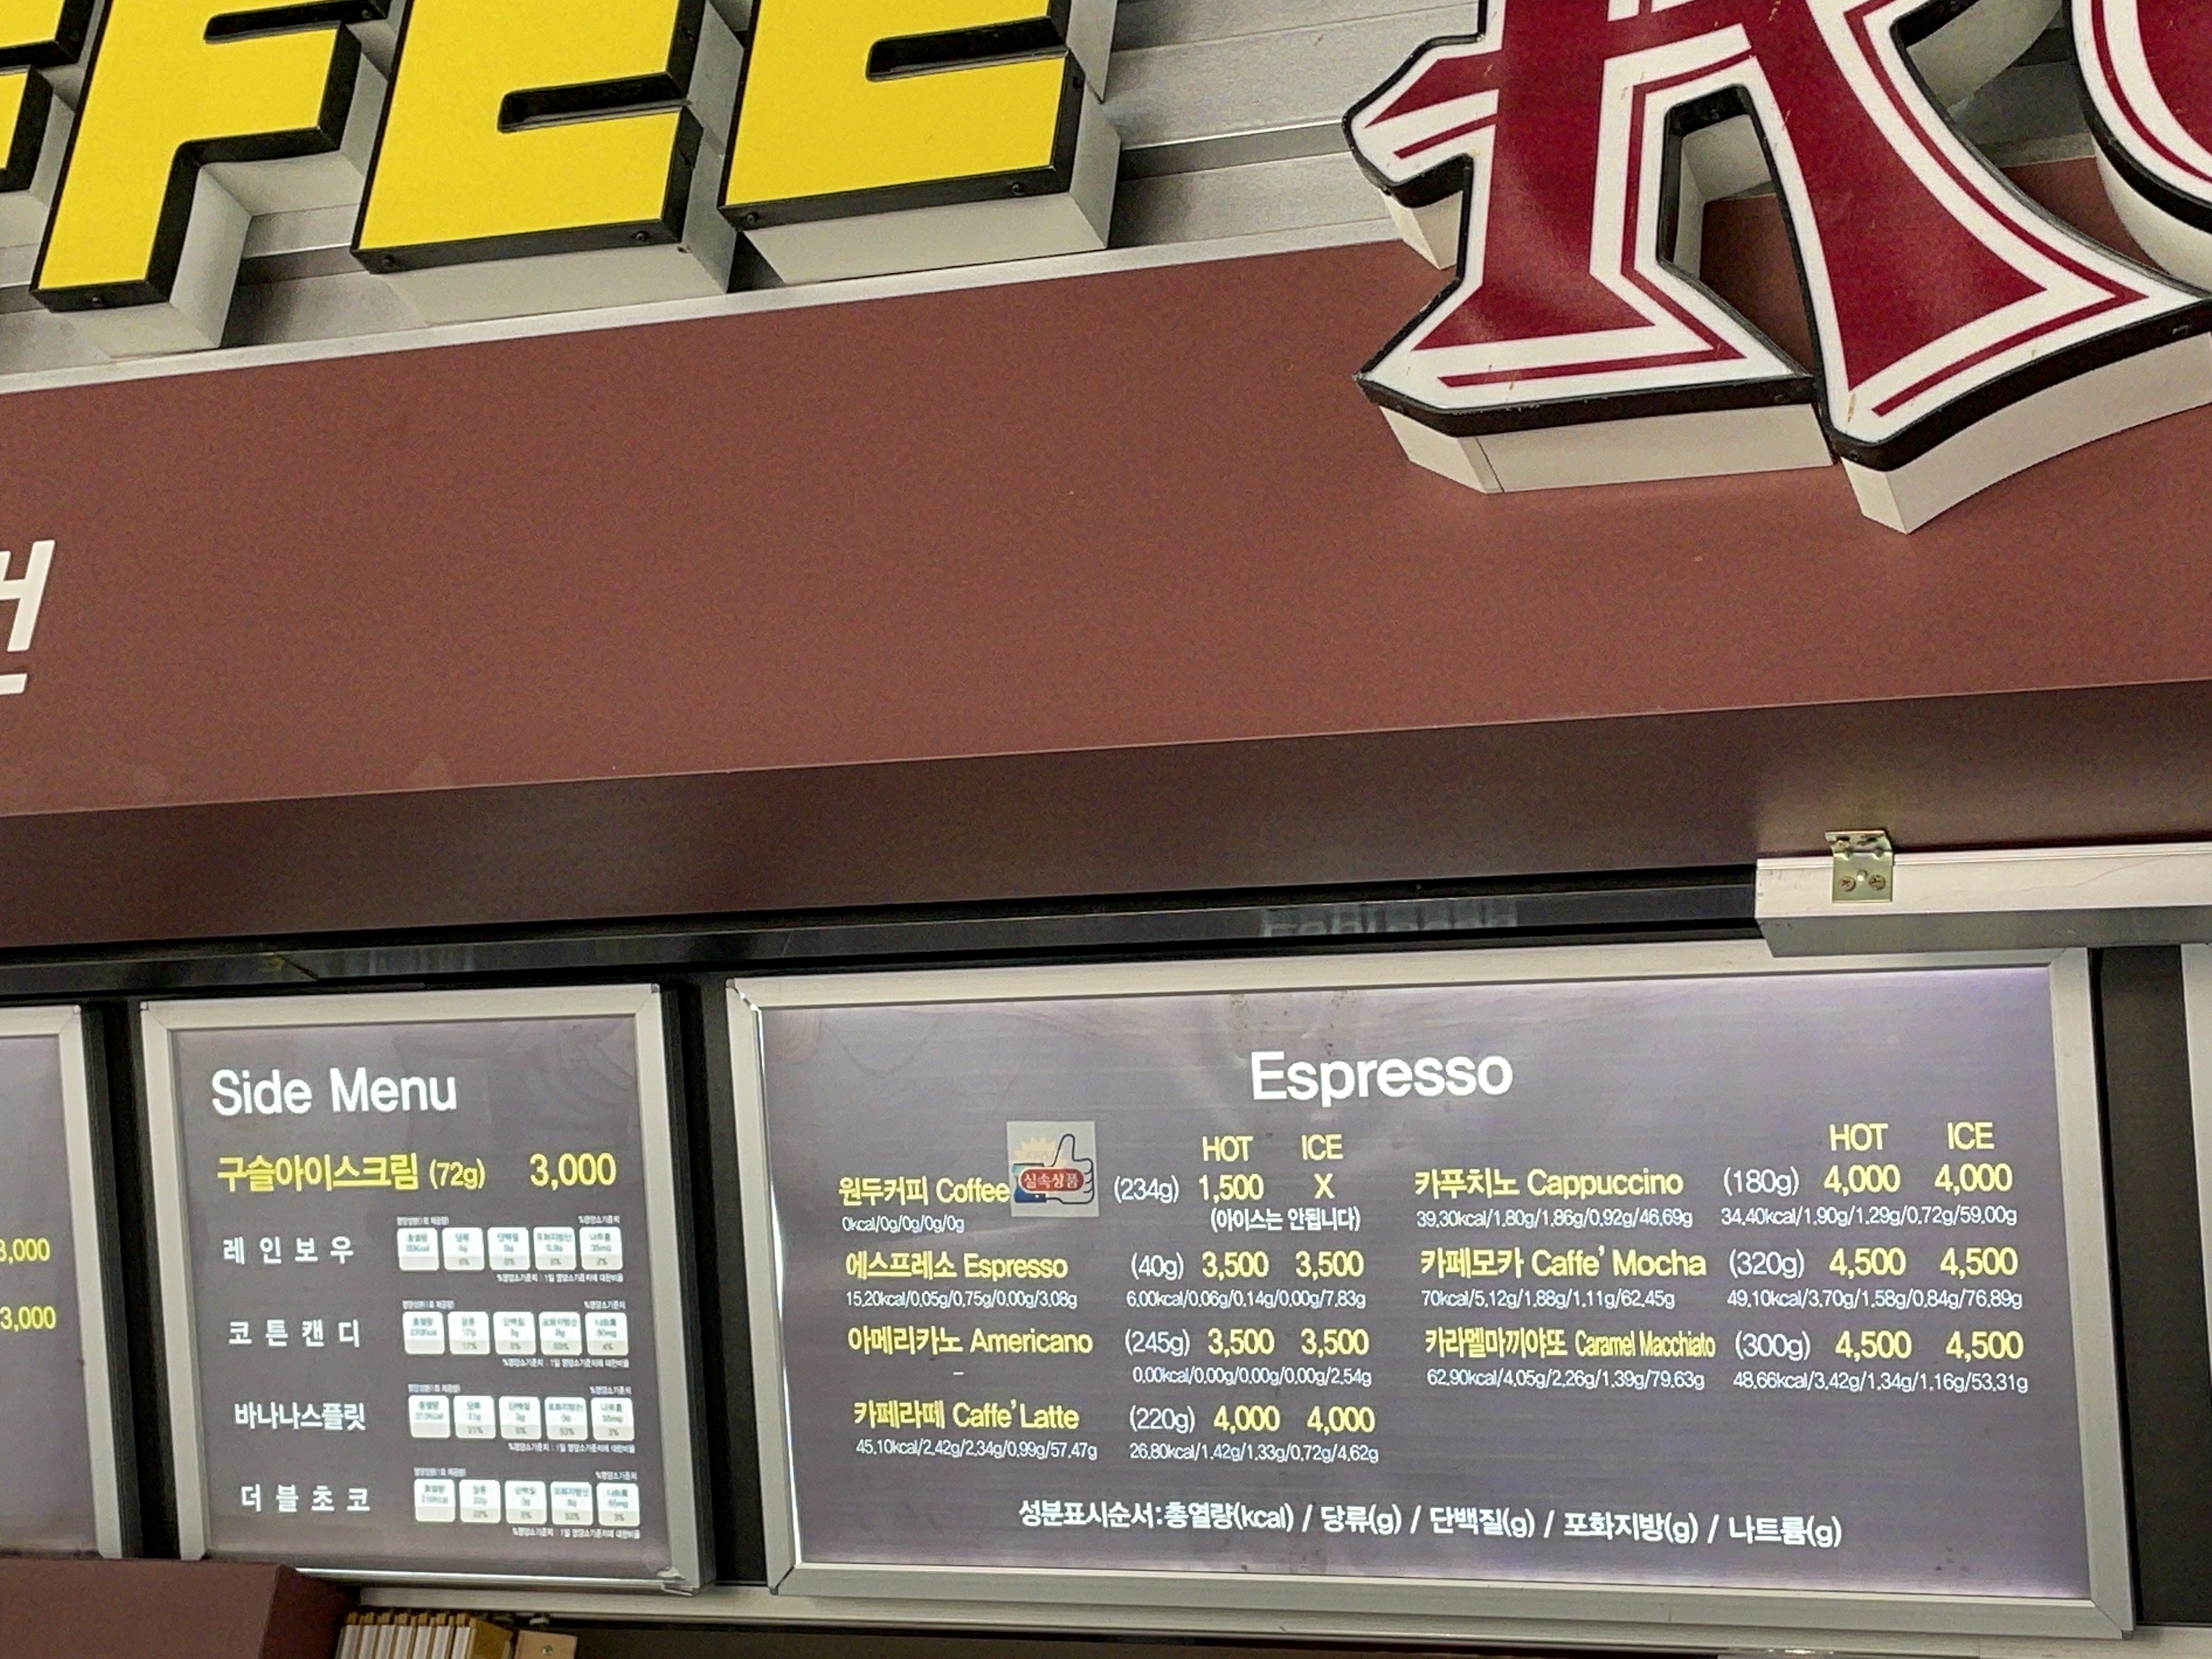 FFEE
Side Menu
구슬아이스크림 (72g) 3,000
레인보우
코튼캔디
바나나스플릿
더블초코
3,000
3,000
Espresso
HOT ICE
원두커피 Coffee 실속상품 (234g) 1,500 X
0kcal/0g/0g/0g/0g (아이스는 안됩니다)
에스프레소 Espresso (40g) 3,500 3,500
15.20kcal/0.05g/0.75g/0.00g/3.08g 6.00kcal/0.06g/0.14g/0.00g/7.83g
아메리카노 Americano (245g) 3,500 3,500
– 0.00kcal/0.00g/0.00g/0.00g/2.54g
카페라떼 Caffe' Latte (220g) 4,000 4,000
45.10kcal/2.42g/2.34g/0.99g/57.47g 26.80kcal/1.42g/1.33g/0.72g/4.62g
HOT ICE
카푸치노 Cappuccino (180g) 4,000 4,000
39.30kcal/1.80g/1.86g/0.92g/46.69g 34.40kcal/1.90g/1.29g/0.72g/59.00g
카페모카 Caffe' Mocha (320g) 4,500 4,500
70kcal/5.12g/1.88g/1.11g/62.45g 49.10kcal/3.70g/1.58g/0.84g/76.89g
카라멜마끼야또 Caramel Macchiato (300g) 4,500 4,500
62.90kcal/4.05g/2.26g/1.39g/79.63g 48.66kcal/3.42g/1.34g/1.16g/53.31g
성분표시순서:총열량(kcal) / 당류(g) / 단백질(g) / 포화지방(g) / 나트륨(g)